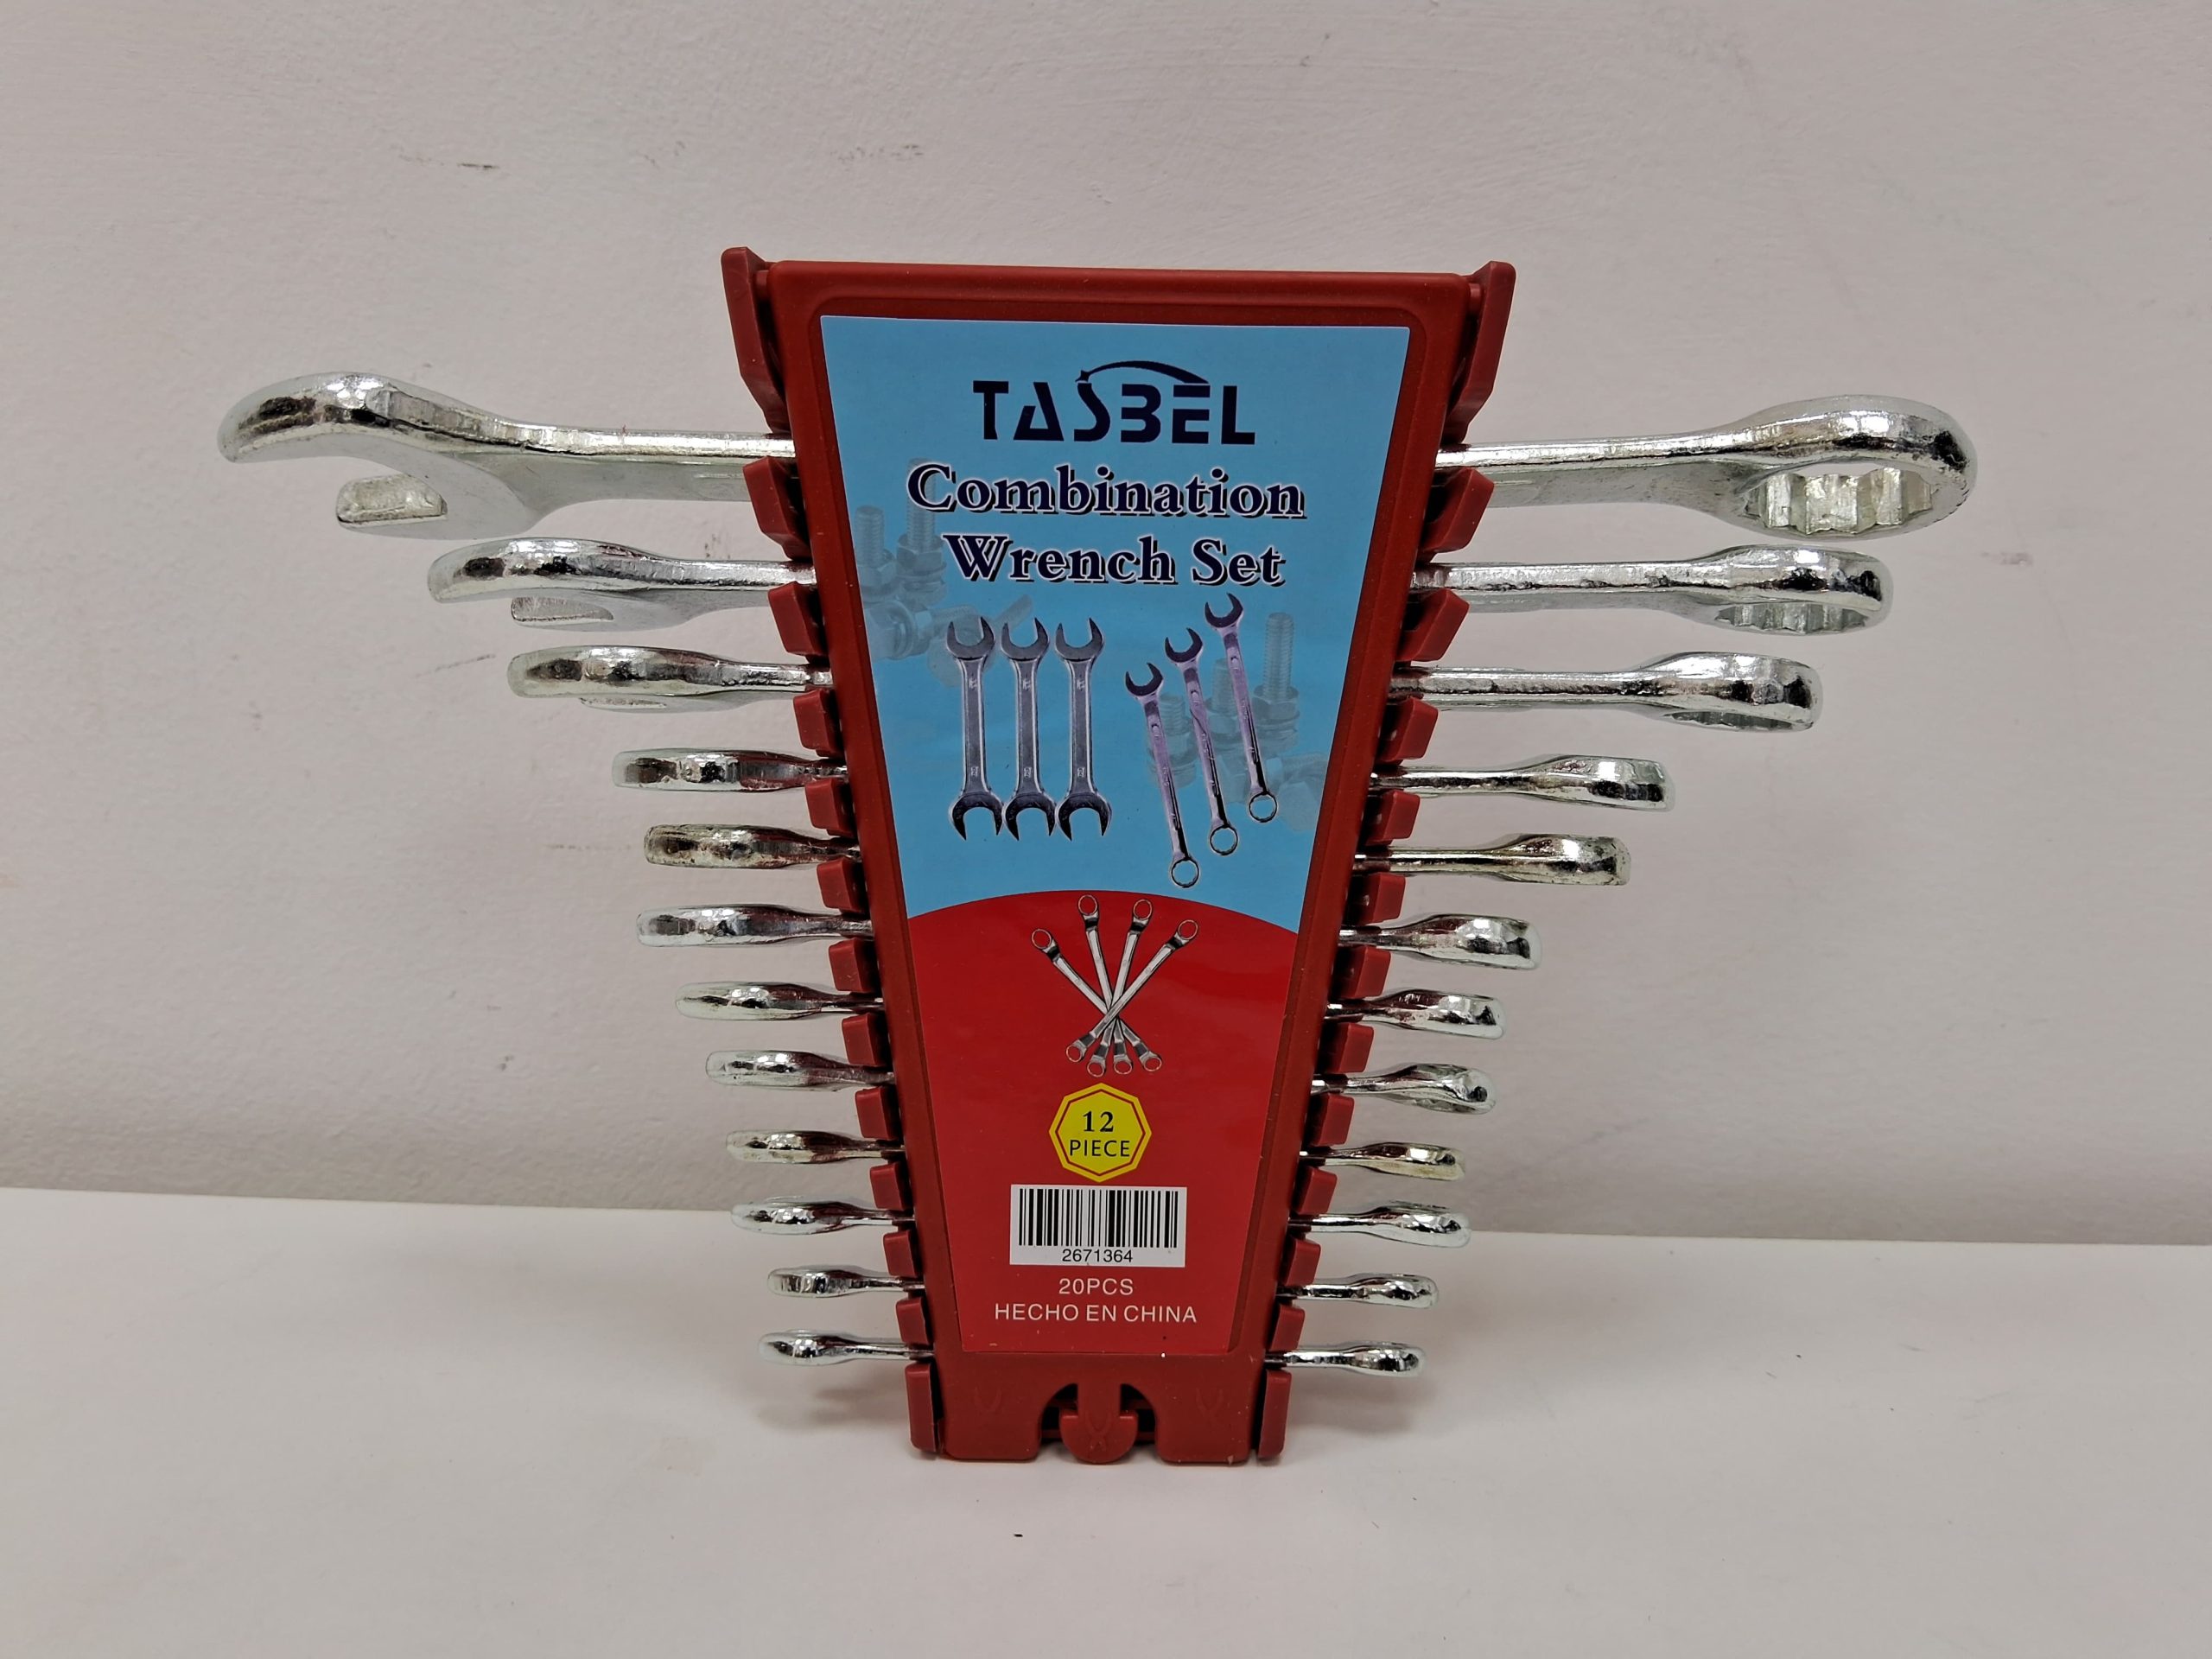 TASBEL
Combination
Wrench Set
12
PIECE
2671364
20PCS
HECHO EN CHINA